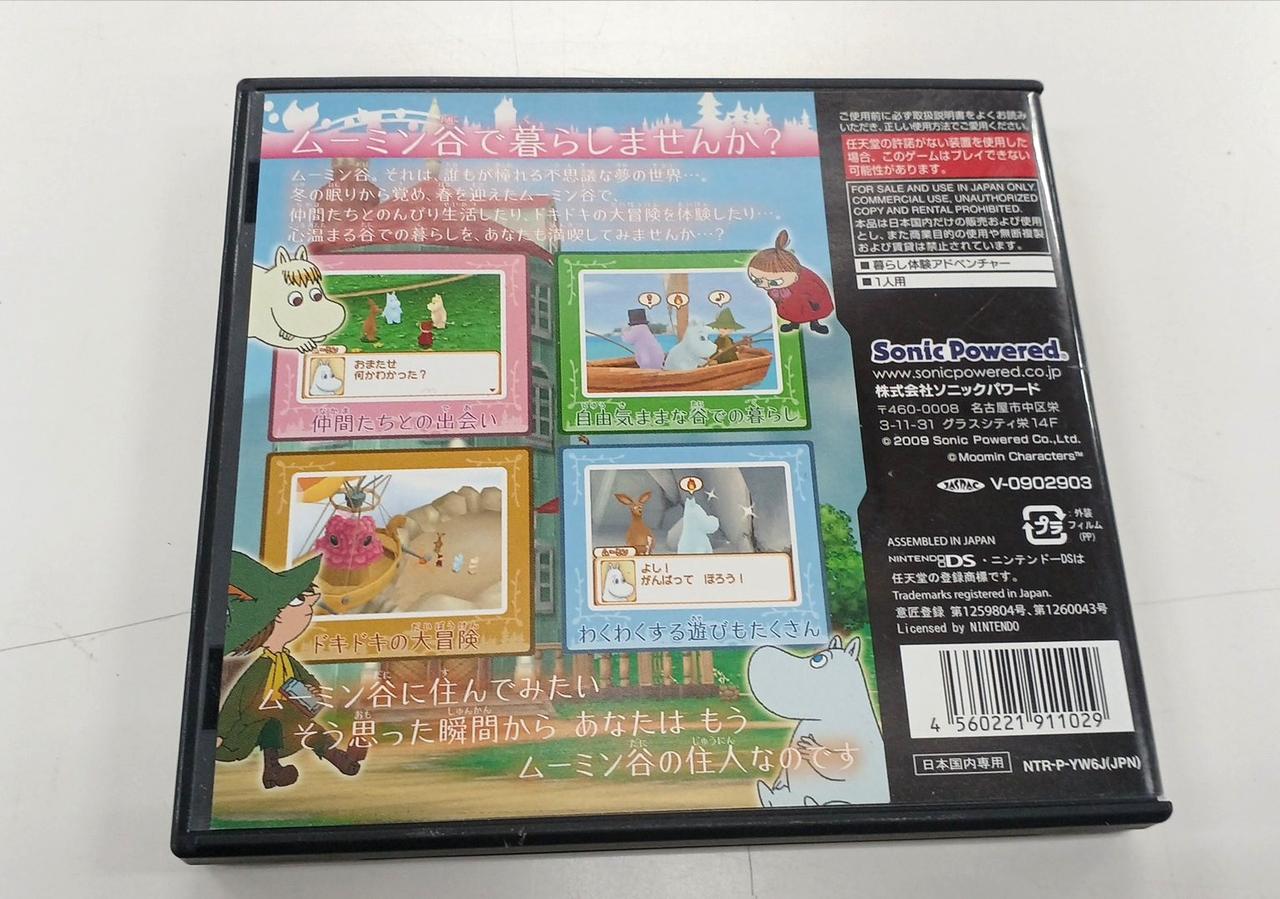 ムーミン谷で暮らしませんか?
ムーミン谷。それは、誰もが憧れる不思議な夢の世界…。
冬の眠りから覚め、春を迎えたムーミン谷で、
仲間たちとのんびり生活したり、ドキドキの大冒険を体験したり…。
心温まる谷での暮らしを、あなたも満喫してみませんか…?
ムーミン
おまたせ
何かわかった?
仲間たちとの出会い
自由気ままな谷での暮らし
ドキドキの大冒険
ムーミン
よし!
がんばって ほろう!
わくわくする遊びもたくさん
ムーミン谷に住んでみたい
そう思った瞬間から あなたは もう
ムーミン谷の住人なのです
ご使用前に必ず取扱説明書をよくお読み
いただき、正しい使用方法でご愛用ください。
任天堂の許諾がない装置を使用した
場合、このゲームはプレイできない
可能性があります。
FOR SALE AND USE IN JAPAN ONLY.
COMMERCIAL USE, UNAUTHORIZED
COPY AND RENTAL PROHIBITED.
本品は日本国内だけの販売および使用
とし、また商業目的の使用や無断複製
および賃貸は禁止されています。
■ 暮らし体験アドベンチャー
■ 1人用
Sonic Powered®
www.sonicpowered.co.jp
株式会社ソニックパワード
〒460-0008 名古屋市中区栄
3-11-31 グラスシティ栄14F
© 2009 Sonic Powered Co.,Ltd.
© Moomin Characters™
JASRAC V-0902903
プラ :外装
フィルム
(PP)
ASSEMBLED IN JAPAN
NINTENDO DS・ニンテンドーDSは
任天堂の登録商標です。
Trademarks registered in Japan.
意匠登録 第1259804号、第1260043号
Licensed by NINTENDO
4 560221 911029
日本国内専用 NTR-P-YW6J(JPN)